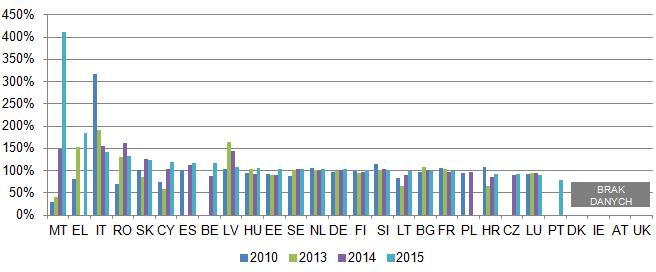 450%
400%
350%
300%
250%
200%
150%
100%
50%
0%
BRAK
DANYCH
MT EL IT RO SK CY ES BE LV HU EE SE NL DE FI SI LT BG FR PL HR CZ LU PT DK IE AT UK
2010 2013 2014 2015